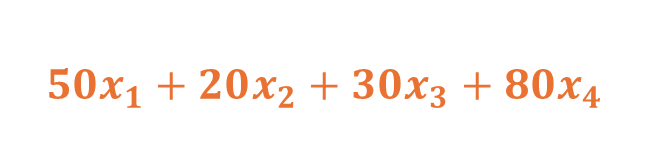 50x₁ + 20x₂ + 30x₃ + 80x₄